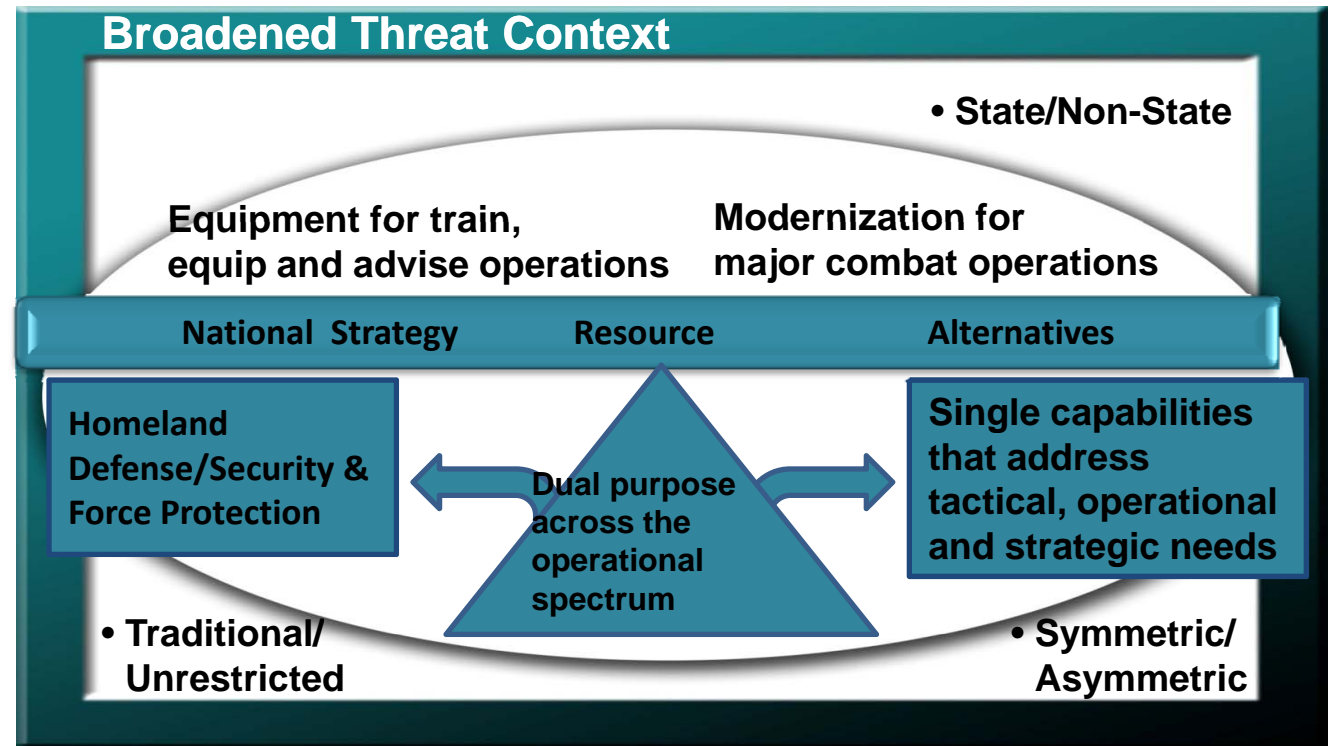 Broadened Threat Context
• State/Non-State
Equipment for train,
equip and advise operations
Modernization for
major combat operations
National Strategy Resource Alternatives
Homeland
Defense/Security &
Force Protection
Dual purpose
across the
operational
spectrum
Single capabilities
that address
tactical, operational
and strategic needs
• Traditional/
Unrestricted
• Symmetric/
Asymmetric